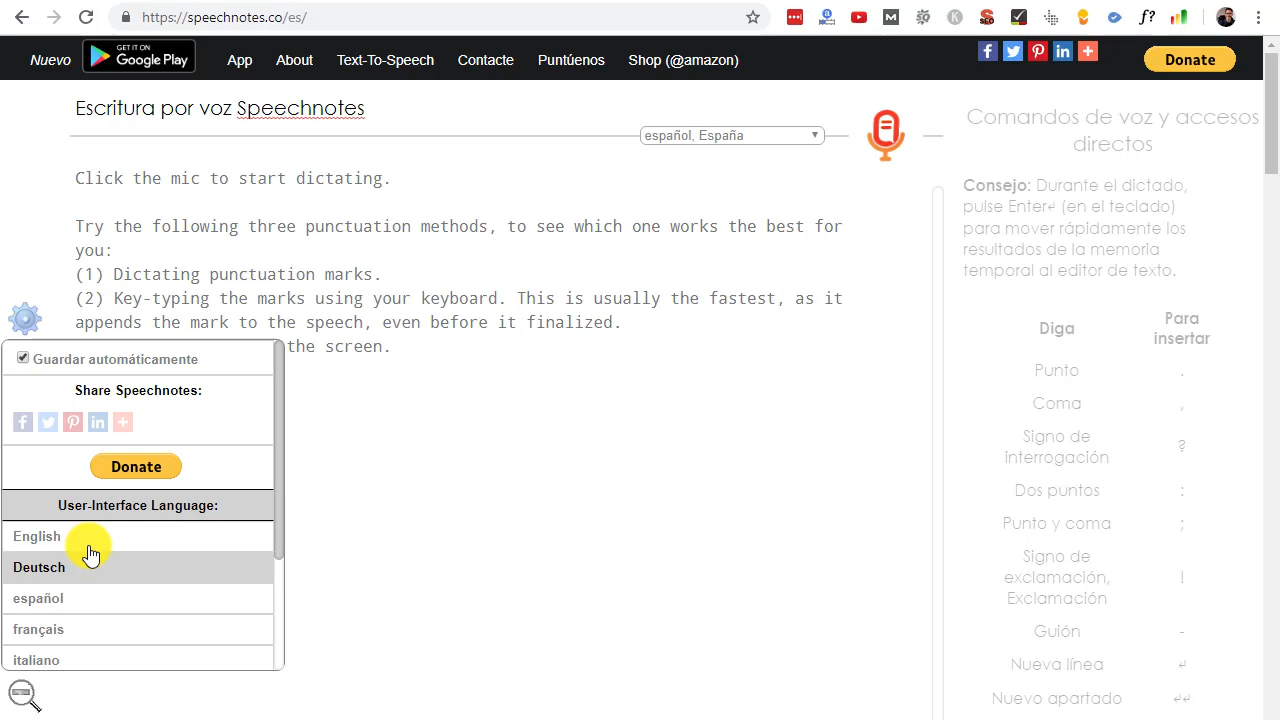 https://speechnotes.co/es/
Nuevo
GET IT ON
Google Play
App
About
-To-Speech
Contacte
Puntúenos
Shop (@amazon)
Donate
Escritura por voz Speechnotes
español, España
Click the mic to start dictating.
Try the following three punctuation methods, to see which one works the best for
you:
(1) Dictating punctuation marks.
(2) Key-typing the marks using your keyboard. This is usually the fastest, as it
appends the mark to the speech, even before it finalized.
the screen.
Guardar automáticamente
Share Speechnotes:
Donate
User-Interface Language:
English
Deutsch
español
français
italiano
Comandos de voz y accesos
directos
Consejo: Durante el dictado,
pulse Enter↵ (en el teclado)
para mover rápidamente los
resultados de la memoria
temporal al editor de texto.
Diga Para
insertar
Punto .
Coma ,
Signo de
interrogación ?
Dos puntos :
Punto y coma ;
Signo de
exclamación, !
Exclamación
Guión -
Nueva línea ↵
Nuevo apartado ↵↵